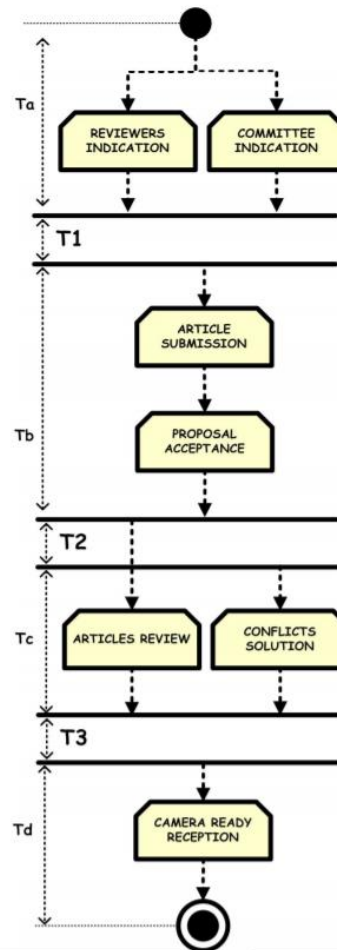 Ta
REVIEWERS
INDICATION
COMMITTEE
INDICATION
T1
ARTICLE
SUBMISSION
Tb
PROPOSAL
ACCEPTANCE
T2
Tc
ARTICLES REVIEW
CONFLICTS
SOLUTION
T3
Td
CAMERA READY
RECEPTION